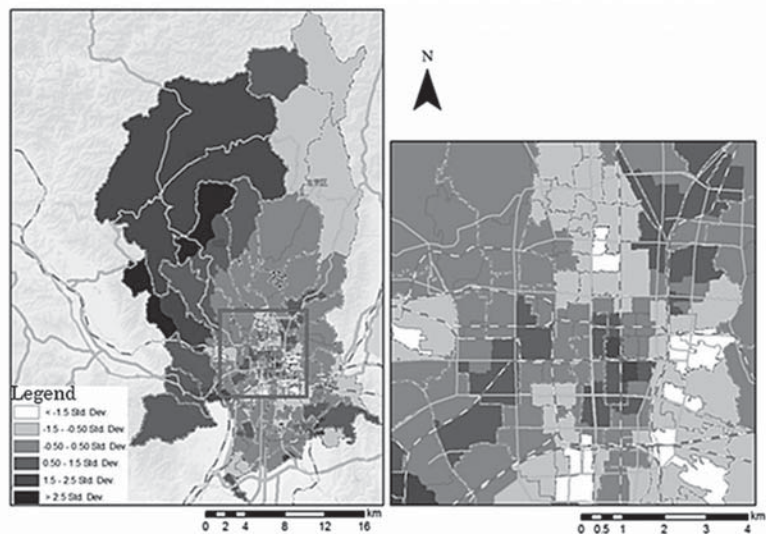 N
Legend
< -1.5 Std. Dev.
-1.5 - -0.50 Std. Dev.
-0.50 - 0.50 Std. Dev.
0.50 - 1.5 Std. Dev.
1.5 - 2.5 Std. Dev.
> 2.5 Std. Dev.
km
0 2 4 8 12 16
km
0 0.5 1 2 3 4